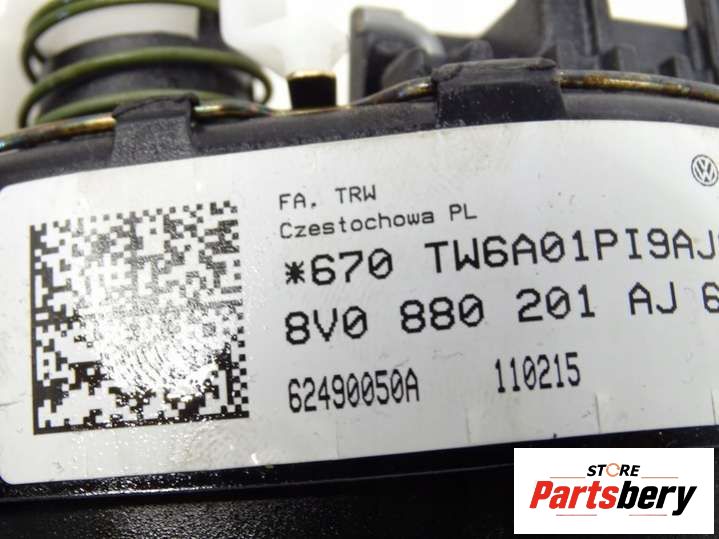 FA. TRW
Czestochowa PL
*670 TW6A01PI9AJ
8V0 880 201 AJ 6
62490050A 110215
STORE
Partsbery